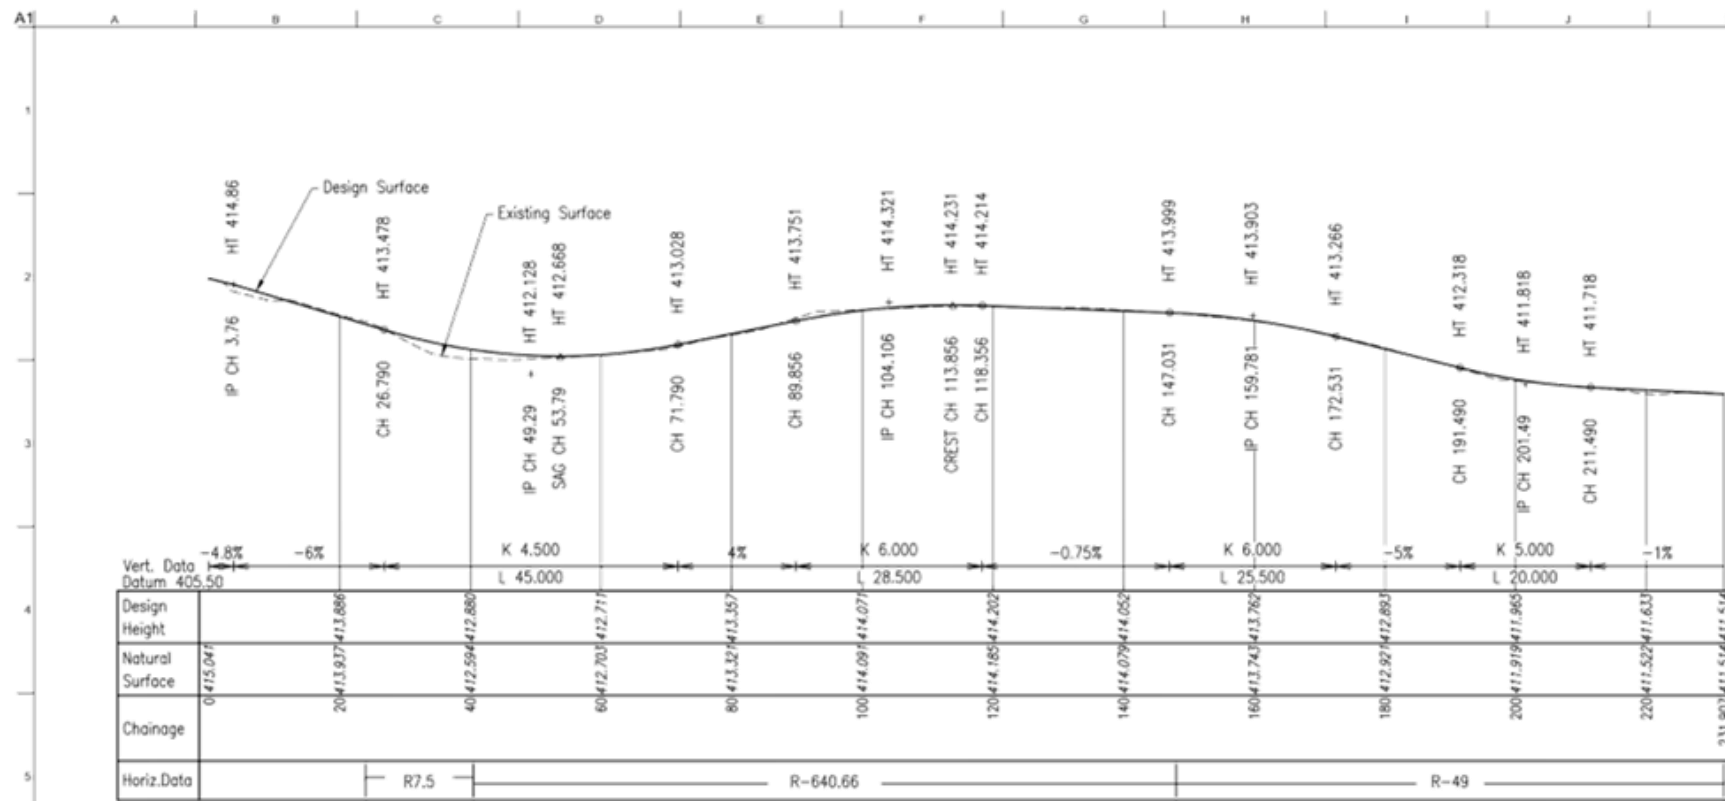 A1
A B C D E F G H I J
1
2
3
4
5
Design Surface
Existing Surface
HT 414.86
IP CH 3.76
HT 413.478
CH 26.790
HT 412.128
IP CH 49.29
HT 412.668
SAG CH 53.79
HT 413.028
CH 71.790
HT 413.751
CH 89.856
HT 414.321
IP CH 104.106
HT 414.231
CREST CH 113.856
HT 414.214
CH 118.356
HT 413.999
CH 147.031
HT 413.903
IP CH 159.781
HT 413.266
CH 172.531
HT 412.318
CH 191.490
HT 411.818
IP CH 201.49
HT 411.718
CH 211.490
-4.8% -6% K 4.500 4% K 6.000 -0.75% K 6.000 -5% K 5.000 -1%
Vert. Data
L 45.000 L 28.500 L 25.500 L 20.000
Datum 405.50
Design Height 413.886 412.880 412.711 413.357 414.071 414.202 414.052 413.762 412.893 411.965 411.633 411.514
Natural Surface 415.041 413.937 412.594 412.703 413.321 414.091 414.185 414.079 413.743 412.921 411.919 411.522 411.514
Chainage 0 20 40 60 80 100 120 140 160 180 200 220 231.907
Horiz.Data R7.5 R-640.66 R-49